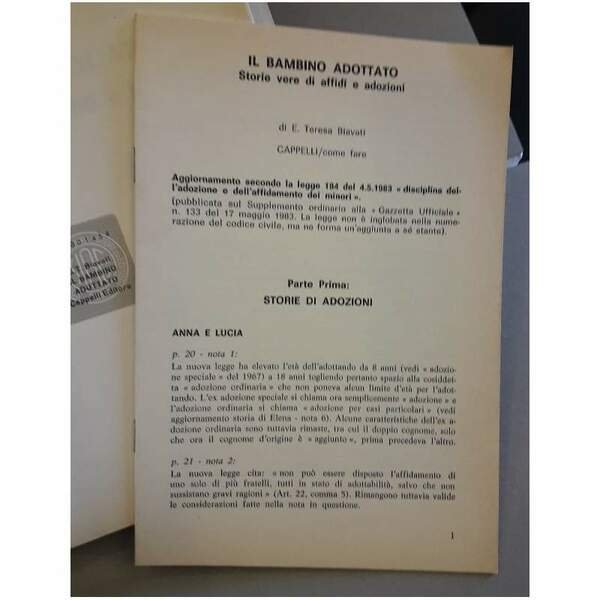 IL BAMBINO ADOTTATO
Storie vere di affidi e adozioni
di E. Teresa Biavati
CAPPELLI/come fare
Aggiornamento secondo la legge 184 del 4.5.1983 « disciplina del-
l'adozione e dell'affidamento dei minori ».
(pubblicata sul Supplemento ordinario alla « Gazzetta Ufficiale »
n. 133 del 17 maggio 1983. La legge non è inglobata nella nume-
razione del codice civile, ma ne forma un'aggiunta a sé stante).
Parte Prima:
STORIE DI ADOZIONI
ANNA E LUCIA
p. 20 - nota 1:
La nuova legge ha elevato l'età dell'adottando da 8 anni (vedi « adozio-
ne speciale » del 1967) a 18 anni togliendo pertanto spazio alla cosiddet-
ta « adozione ordinaria » che non poneva alcun limite d'età per l'adot-
tando. L'ex adozione speciale si chiama ora semplicemente « adozione » e
l'adozione ordinaria si chiama « adozione per casi particolari » (vedi
aggiornamento storia di Elena - nota 6). Alcune caratteristiche dell'ex a-
dozione ordinaria sono tuttavia rimaste, tra cui il doppio cognome, solo
che ora il cognome d'origine è « aggiunto », prima precedeva l'altro.
p. 21 - nota 2:
La nuova legge cita: « non può essere disposto l'affidamento di
uno solo di più fratelli, tutti in stato di adottabilità, salvo che non
sussistano gravi ragioni » (Art. 22, comma 5). Rimangono tuttavia valide
le considerazioni fatte nella nota in questione.
1
T. Biavati
IL BAMBINO
ADOTTATO
Cappelli Editore